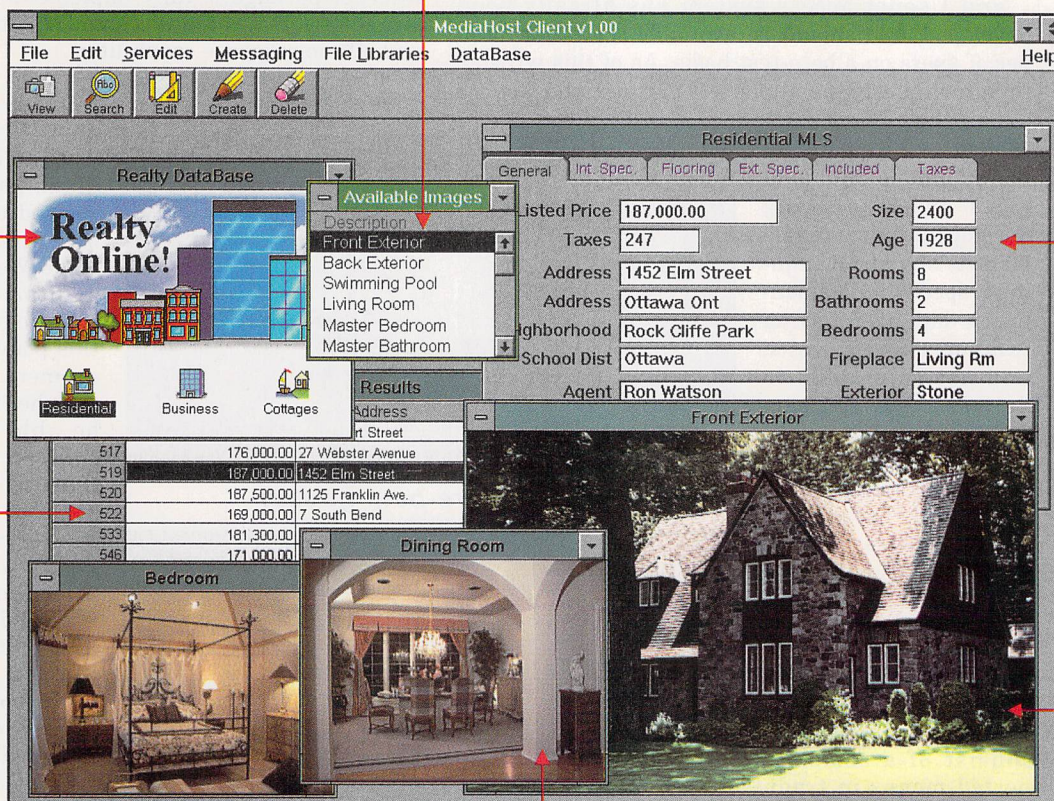 MediaHost Client v1.00
File Edit Services Messaging File Libraries DataBase Help
View Search Edit Create Delete
Realty DataBase
Realty
Online!
Residential Business Cottages
Available Images
Description
Front Exterior
Back Exterior
Swimming Pool
Living Room
Master Bedroom
Master Bathroom
Residential MLS
General Int. Spec. Flooring Ext. Spec. Included Taxes
Listed Price 187,000.00 Size 2400
Taxes 247 Age 1928
Address 1452 Elm Street Rooms 8
Address Ottawa Ont Bathrooms 2
ighborhood Rock Cliffe Park Bedrooms 4
School Dist Ottawa Fireplace Living Rm
Agent Ron Watson Exterior Stone
Results
Address
rt Street
517 176,000.00 27 Webster Avenue
519 187,000.00 1452 Elm Street
520 187,500.00 1125 Franklin Ave.
522 169,000.00 7 South Bend
533 181,300.00
546 171,000.00
Front Exterior
Dining Room
Bedroom